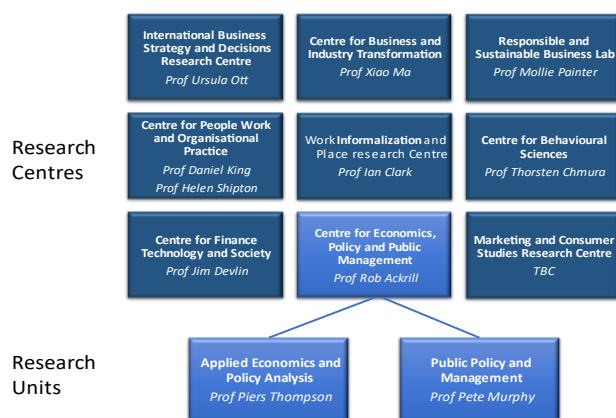 International Business
Strategy and Decisions
Research Centre
Prof Ursula Ott
Centre for Business and
Industry Transformation
Prof Xiao Ma
Responsible and
Sustainable Business Lab
Prof Mollie Painter
Research
Centres
Centre for People Work
and Organisational
Practice
Prof Daniel King
Prof Helen Shipton
Work Informalization and
Place research Centre
Prof Ian Clark
Centre for Behavioural
Sciences
Prof Thorsten Chmura
Centre for Finance
Technology and Society
Prof Jim Devlin
Centre for Economics,
Policy and Public
Management
Prof Rob Ackrill
Marketing and Consumer
Studies Research Centre
TBC
Research
Units
Applied Economics and
Policy Analysis
Prof Piers Thompson
Public Policy and
Management
Prof Pete Murphy